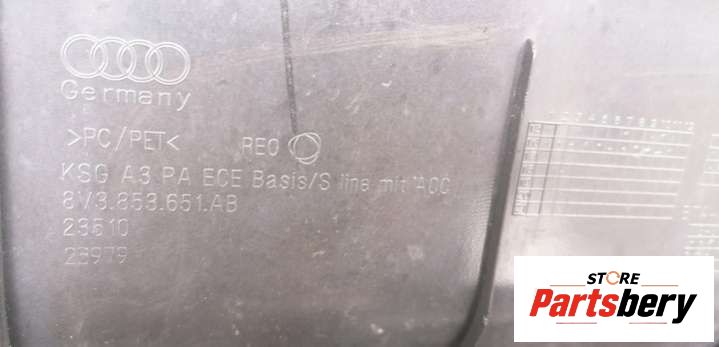 Germany
>PC/PET< REO
KSG A3 PA ECE Basis/S line mit ACC
8V3.853.651.AB
23510
23979
STORE
Partsbery